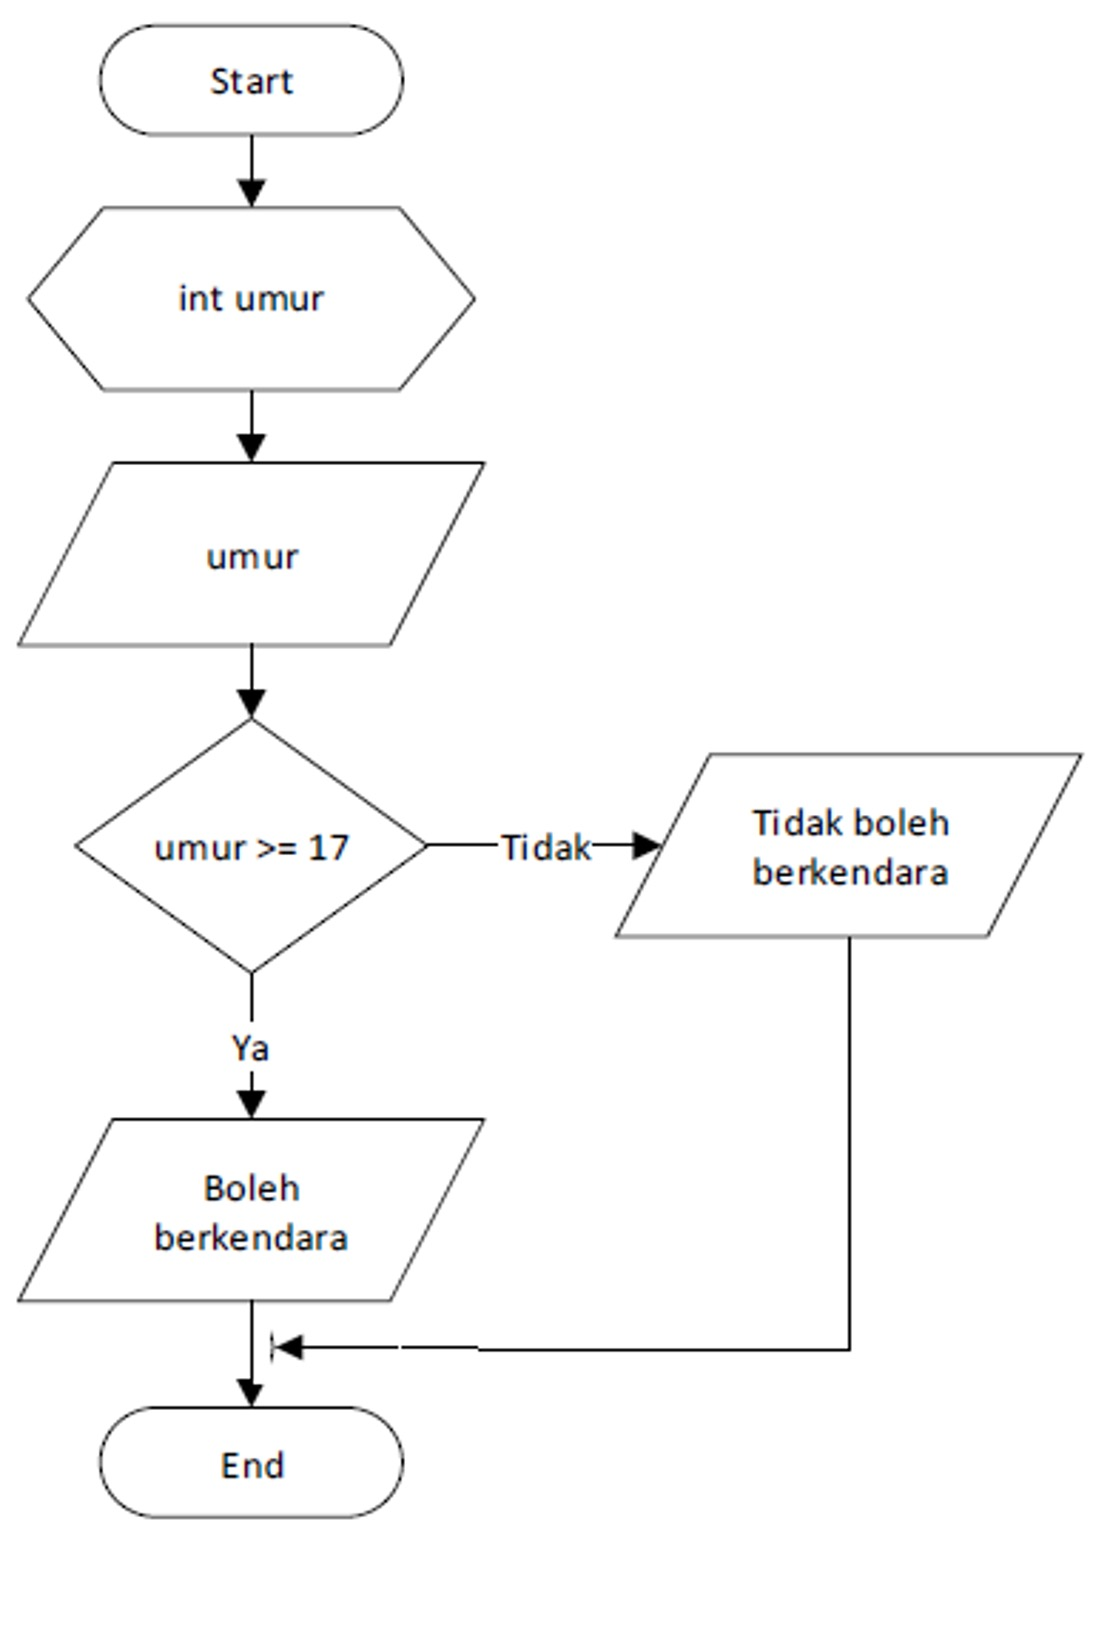 Start
int umur
umur
umur >= 17
Tidak
Tidak boleh
berkendara
Ya
Boleh
berkendara
End